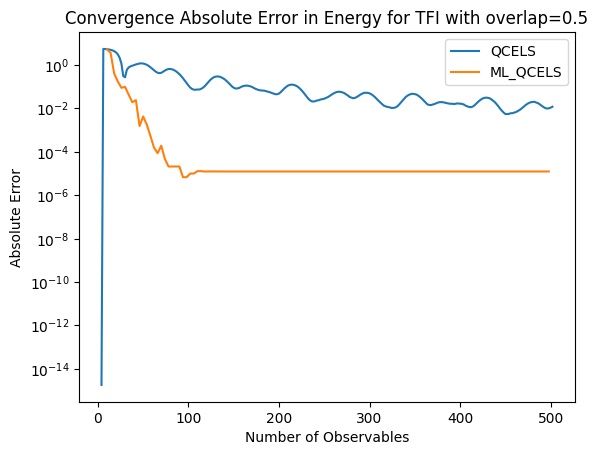 Convergence Absolute Error in Energy for TFI with overlap=0.5
QCELS
ML_QCELS
Absolute Error
10⁰
10⁻²
10⁻⁴
10⁻⁶
10⁻⁸
10⁻¹⁰
10⁻¹²
10⁻¹⁴
0 100 200 300 400 500
Number of Observables